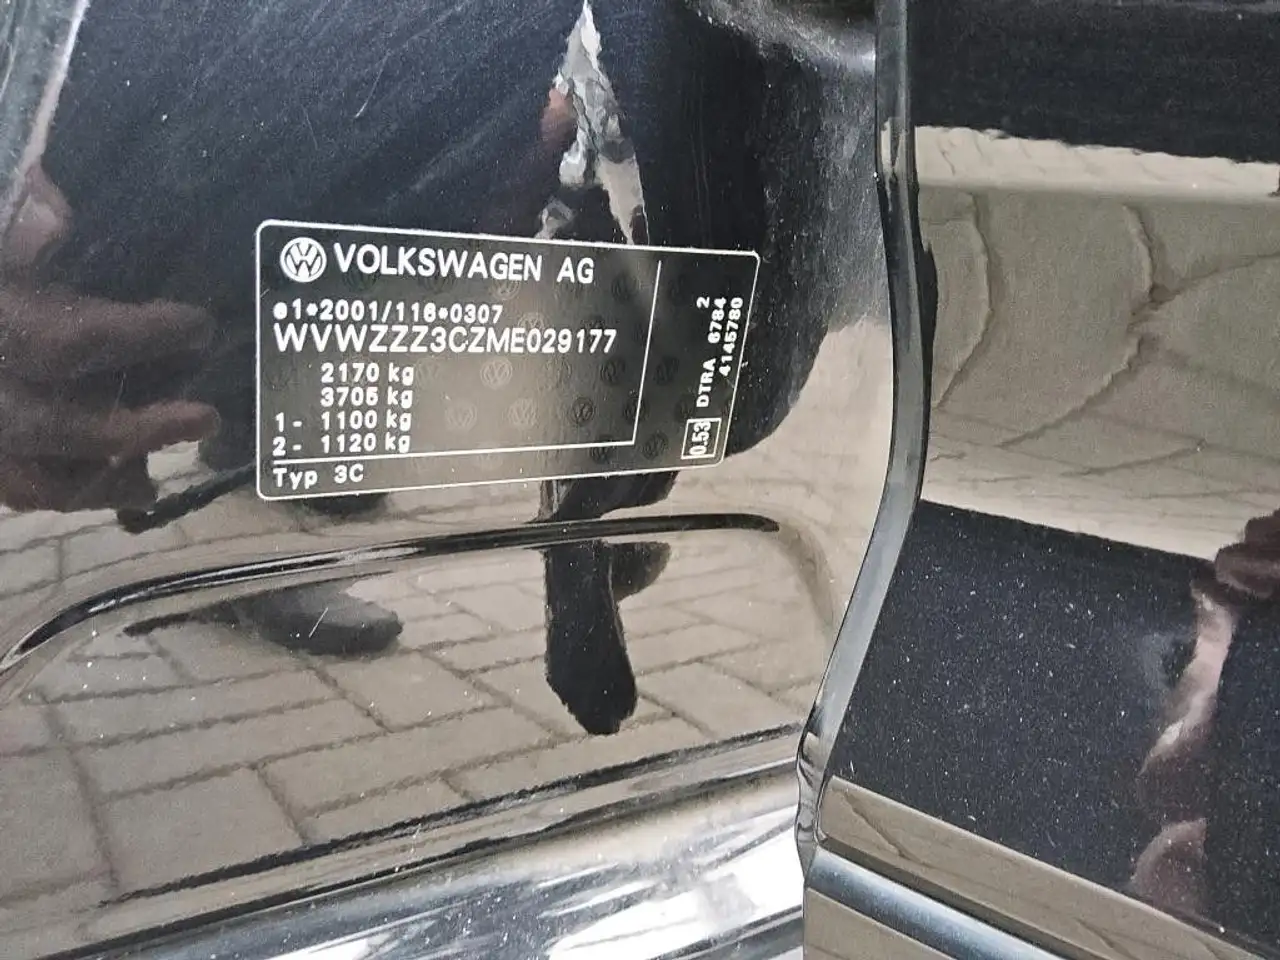 VOLKSWAGEN AG
e1*2001/116*0307
WVWZZZ3CZME029177
2170 kg
3705 kg
1- 1100 kg
2- 1120 kg
Typ 3C
DTRA 6784 2
4145780
0.53